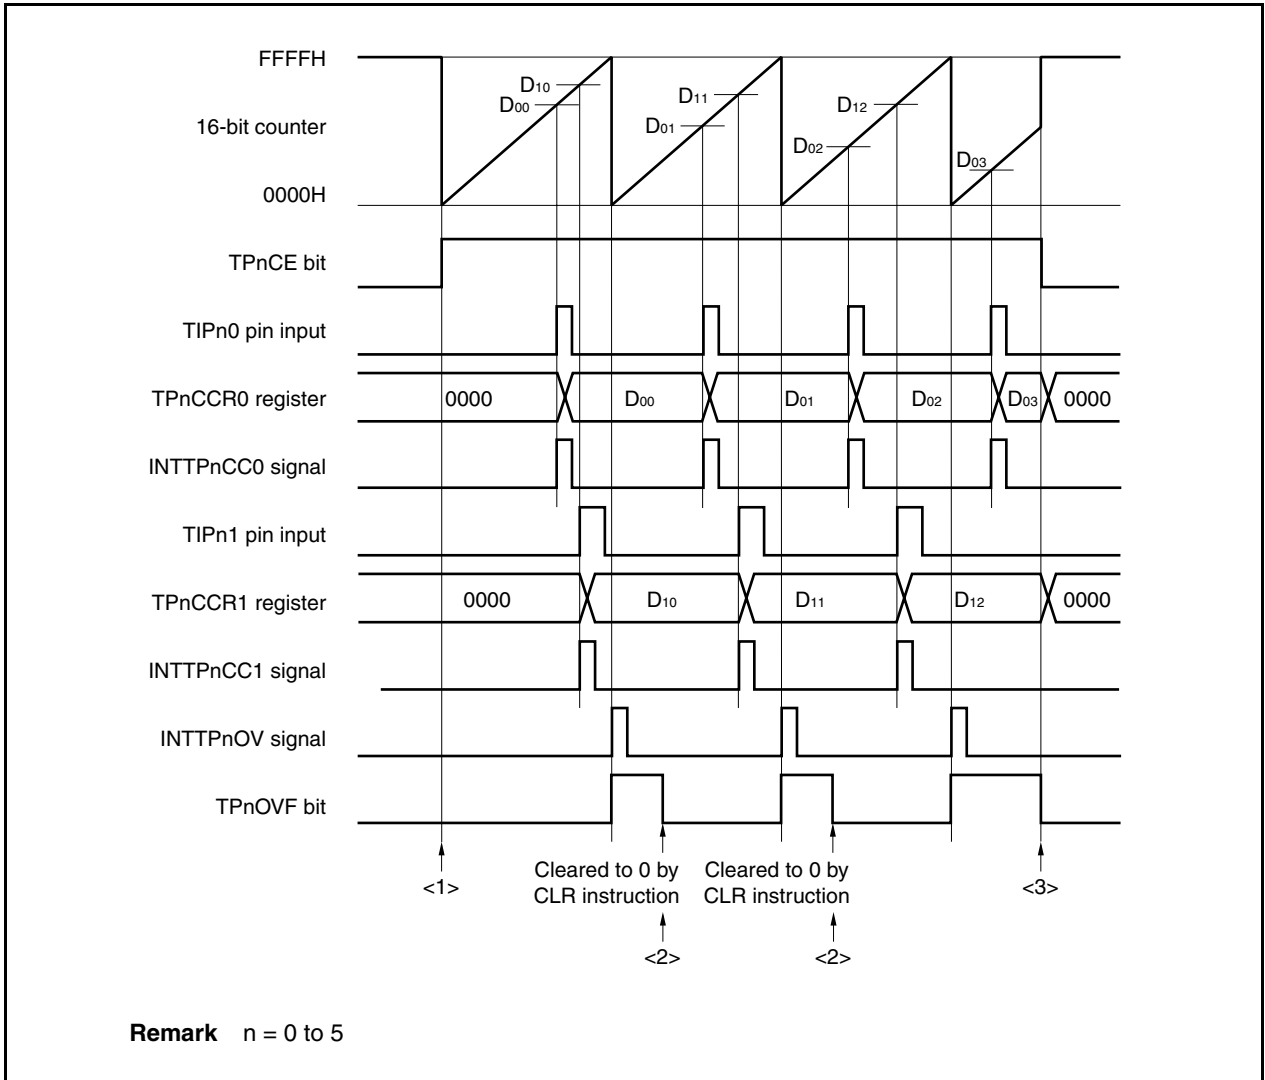 FFFFH
D10
D00
D11
D01
D12
D02
D03
16-bit counter
0000H
TPnCE bit
TIPn0 pin input
TPnCCR0 register
0000
D00
D01
D02
D03
0000
INTTPnCC0 signal
TIPn1 pin input
TPnCCR1 register
0000
D10
D11
D12
0000
INTTPnCC1 signal
INTTPnOV signal
TPnOVF bit
<1>
Cleared to 0 by
CLR instruction
<2>
Cleared to 0 by
CLR instruction
<2>
<3>
Remark n = 0 to 5